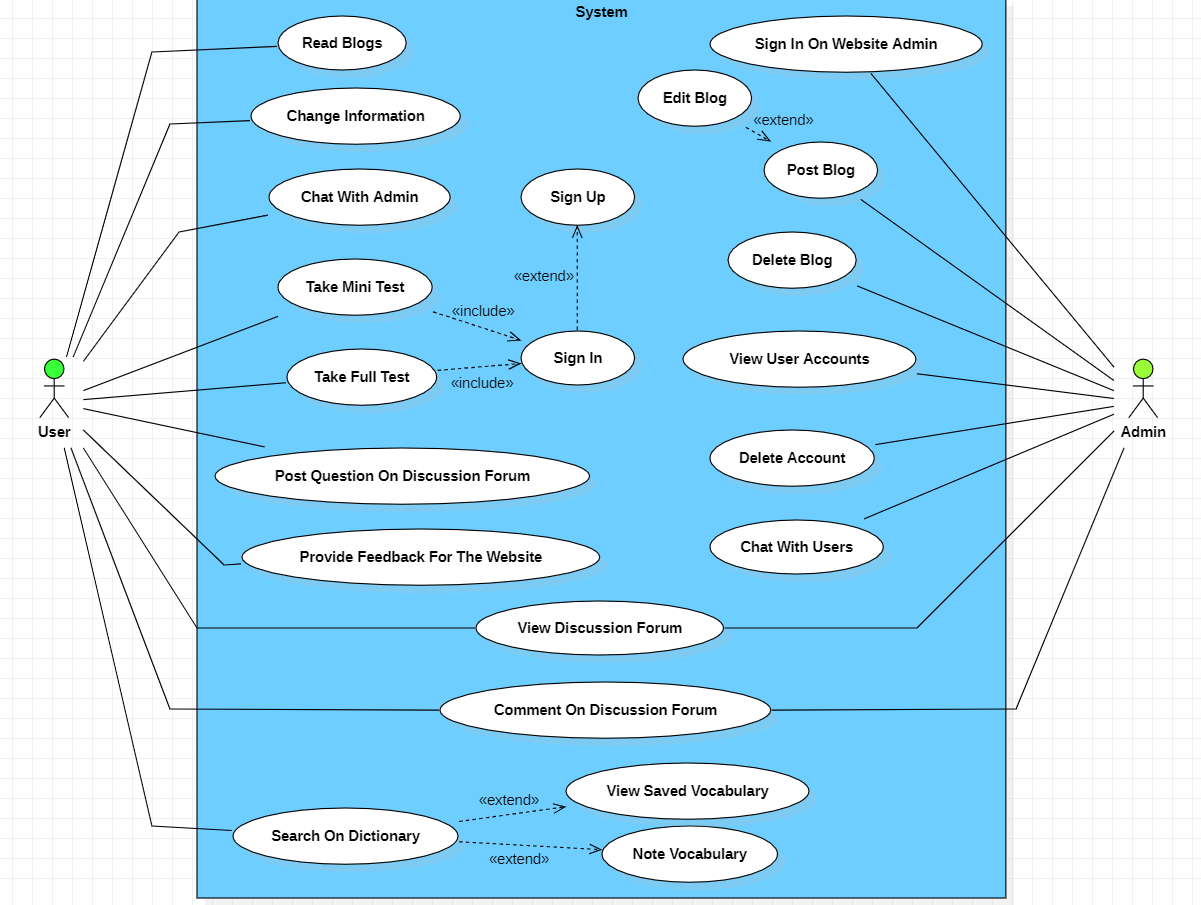 System
Read Blogs
Sign In On Website Admin
Edit Blog
Change Information
«extend»
Post Blog
Chat With Admin
Sign Up
Delete Blog
«extend»
Take Mini Test
«include»
Sign In
View User Accounts
Take Full Test
«include»
User
Admin
Delete Account
Post Question On Discussion Forum
Chat With Users
Provide Feedback For The Website
View Discussion Forum
Comment On Discussion Forum
View Saved Vocabulary
«extend»
Search On Dictionary
Note Vocabulary
«extend»